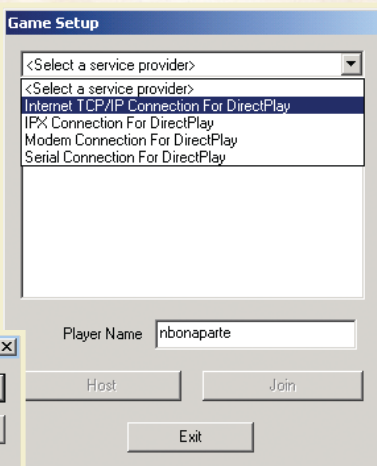 Game Setup
<Select a service provider>
<Select a service provider>
Internet TCP/IP Connection For DirectPlay
IPX Connection For DirectPlay
Modem Connection For DirectPlay
Serial Connection For DirectPlay
Player Name nbonaparte
Host Join
Exit